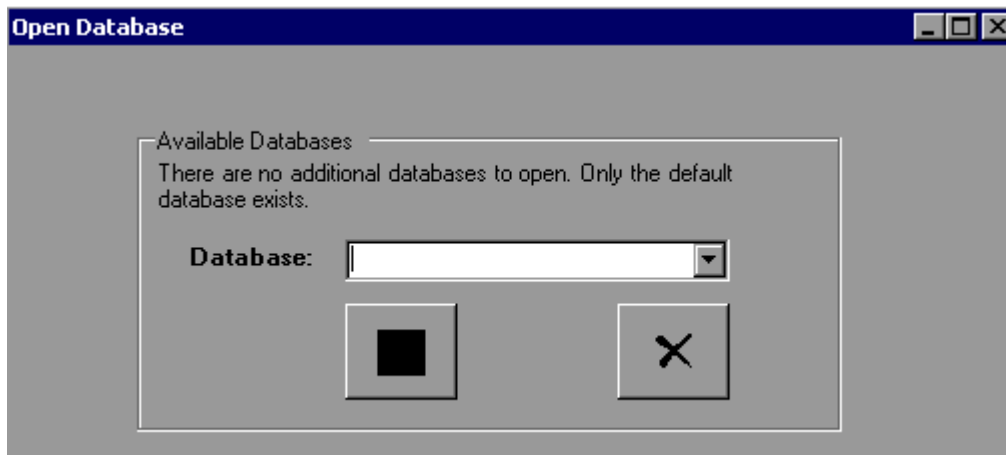 Open Database
Available Databases
There are no additional databases to open. Only the default
database exists.
Database: